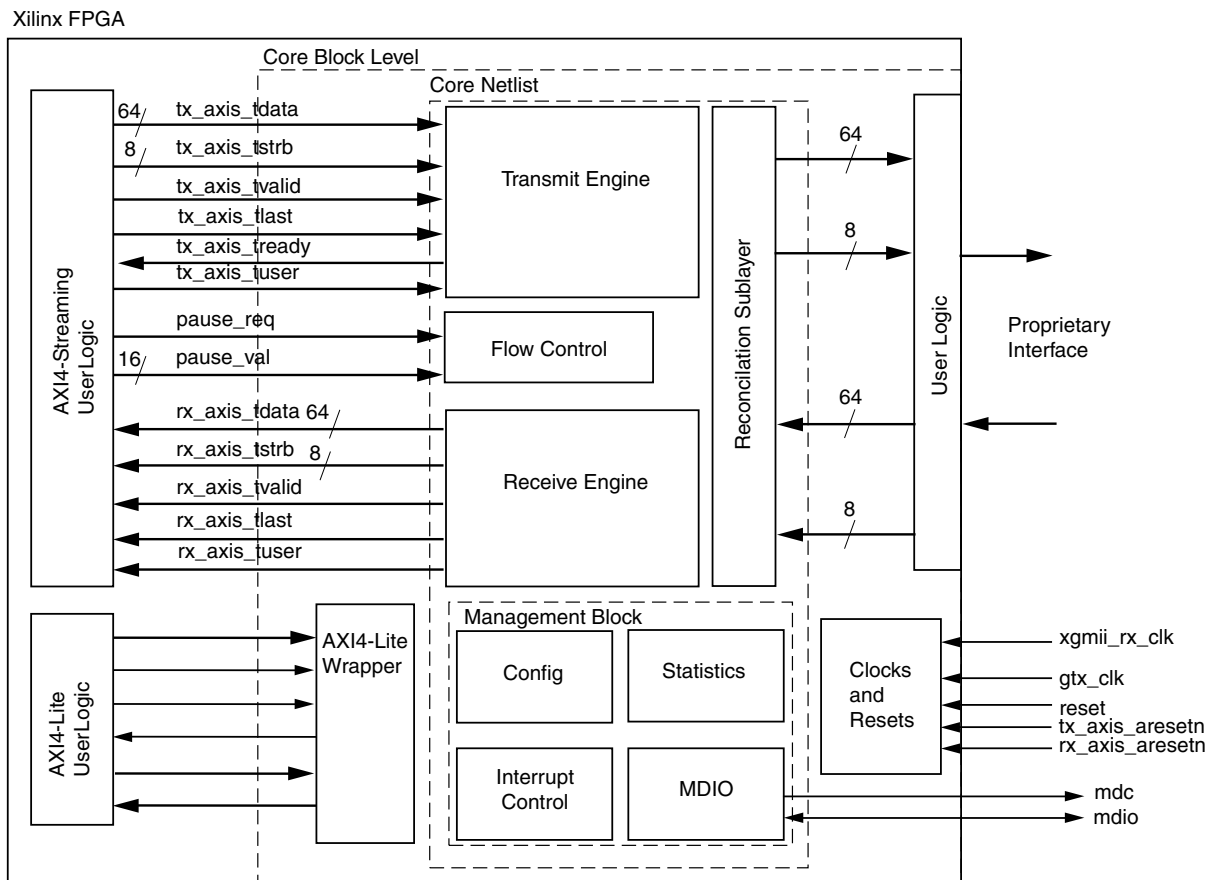 Xilinx FPGA
Core Block Level
Core Netlist
64
tx_axis_tdata
8
tx_axis_tstrb
tx_axis_tvalid
tx_axis_tlast
tx_axis_tready
tx_axis_tuser
pause_req
16
pause_val
rx_axis_tdata
64
rx_axis_tstrb
8
rx_axis_tvalid
rx_axis_tlast
rx_axis_tuser
AXI4-Streaming
UserLogic
Transmit Engine
Flow Control
Receive Engine
Reconciliation Sublayer
64
8
64
8
User Logic
Proprietary
Interface
AXI4-Lite
UserLogic
AXI4-Lite
Wrapper
Management Block
Config
Statistics
Interrupt
Control
MDIO
Clocks
and
Resets
xgmii_rx_clk
gtx_clk
reset
tx_axis_aresetn
rx_axis_aresetn
mdc
mdio